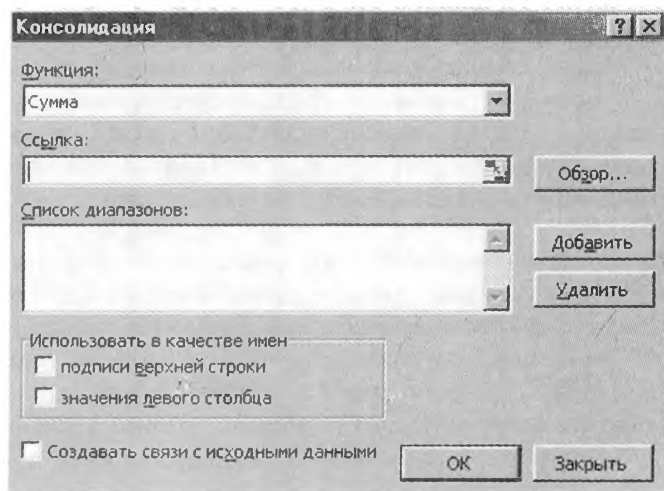 Консолидация
Функция:
Сумма
Ссылка:
Обзор...
Список диапазонов:
Добавить
Удалить
Использовать в качестве имен
подписи верхней строки
значения левого столбца
Создавать связи с исходными данными
ОК
Закрыть